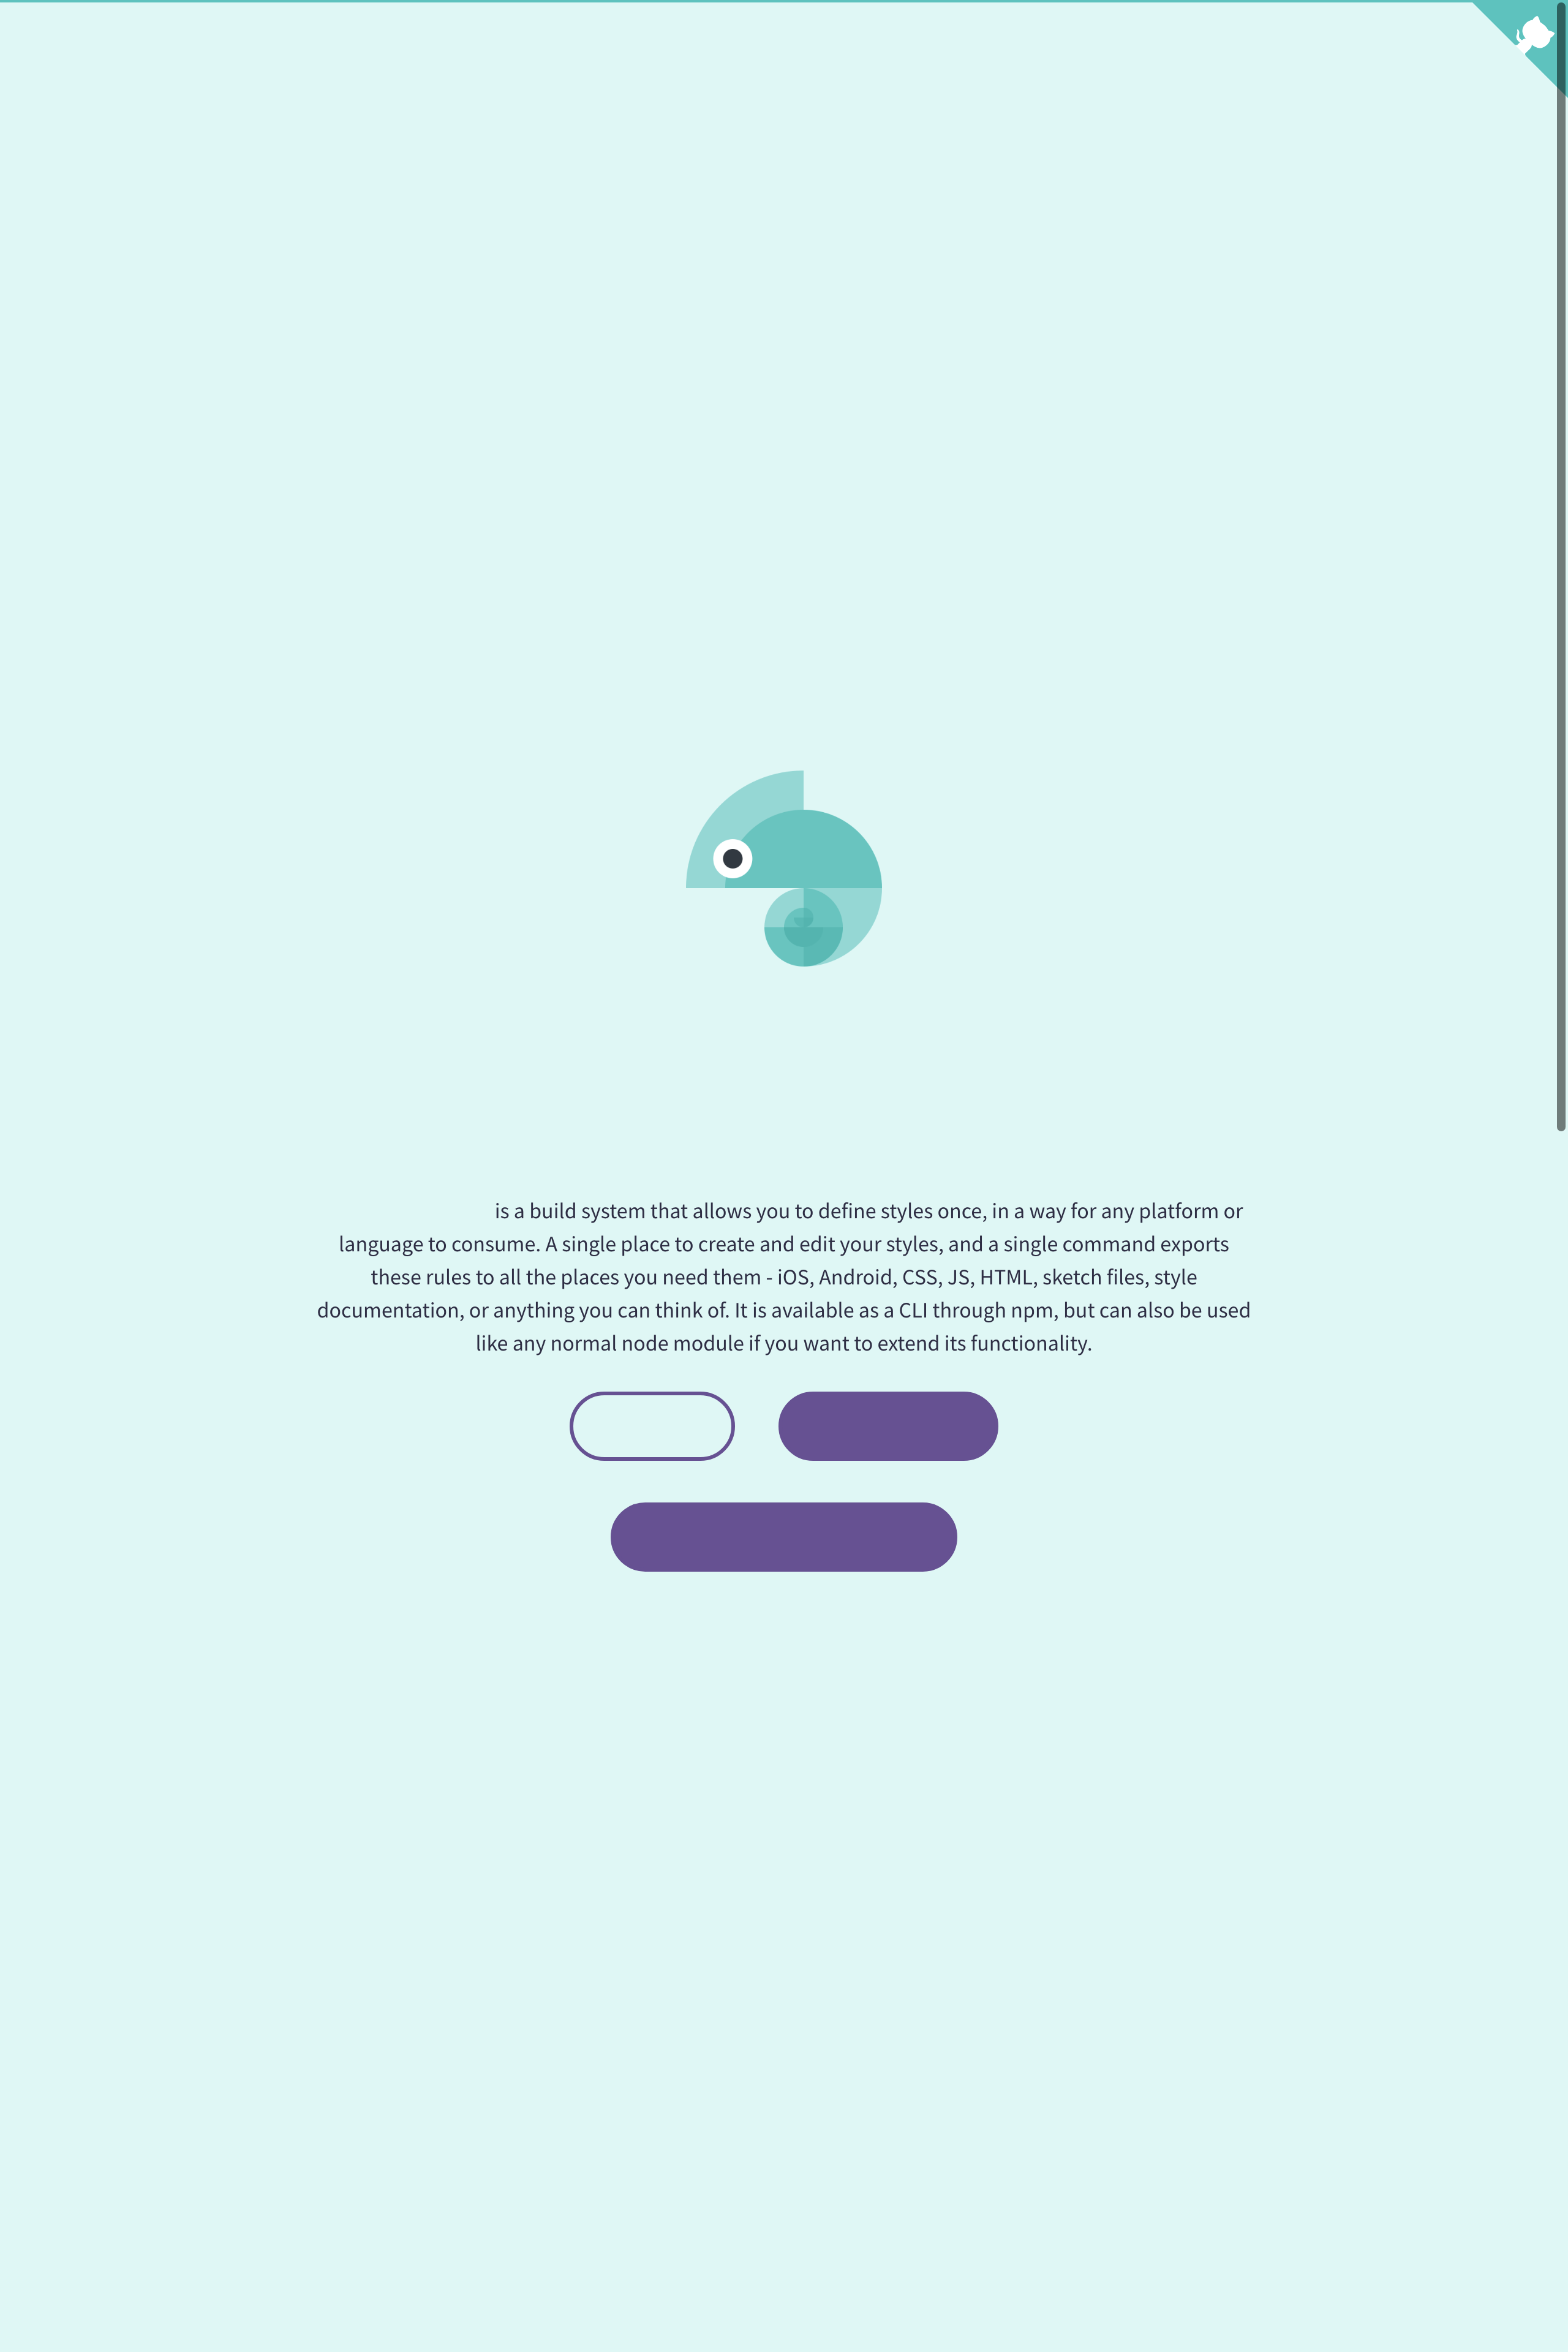 is a build system that allows you to define styles once, in a way for any platform or
language to consume. A single place to create and edit your styles, and a single command exports
these rules to all the places you need them - iOS, Android, CSS, JS, HTML, sketch files, style
documentation, or anything you can think of. It is available as a CLI through npm, but can also be used
like any normal node module if you want to extend its functionality.